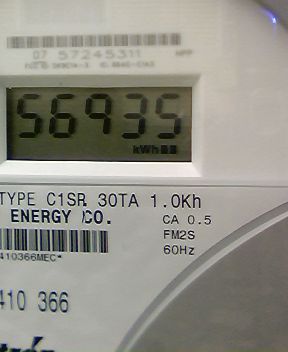 07 57245311
56935
kWh
TYPE C1SR 30TA 1.0Kh
ENERGY CO. CA 0.5
FM2S
60Hz
410366MEC*
410 366